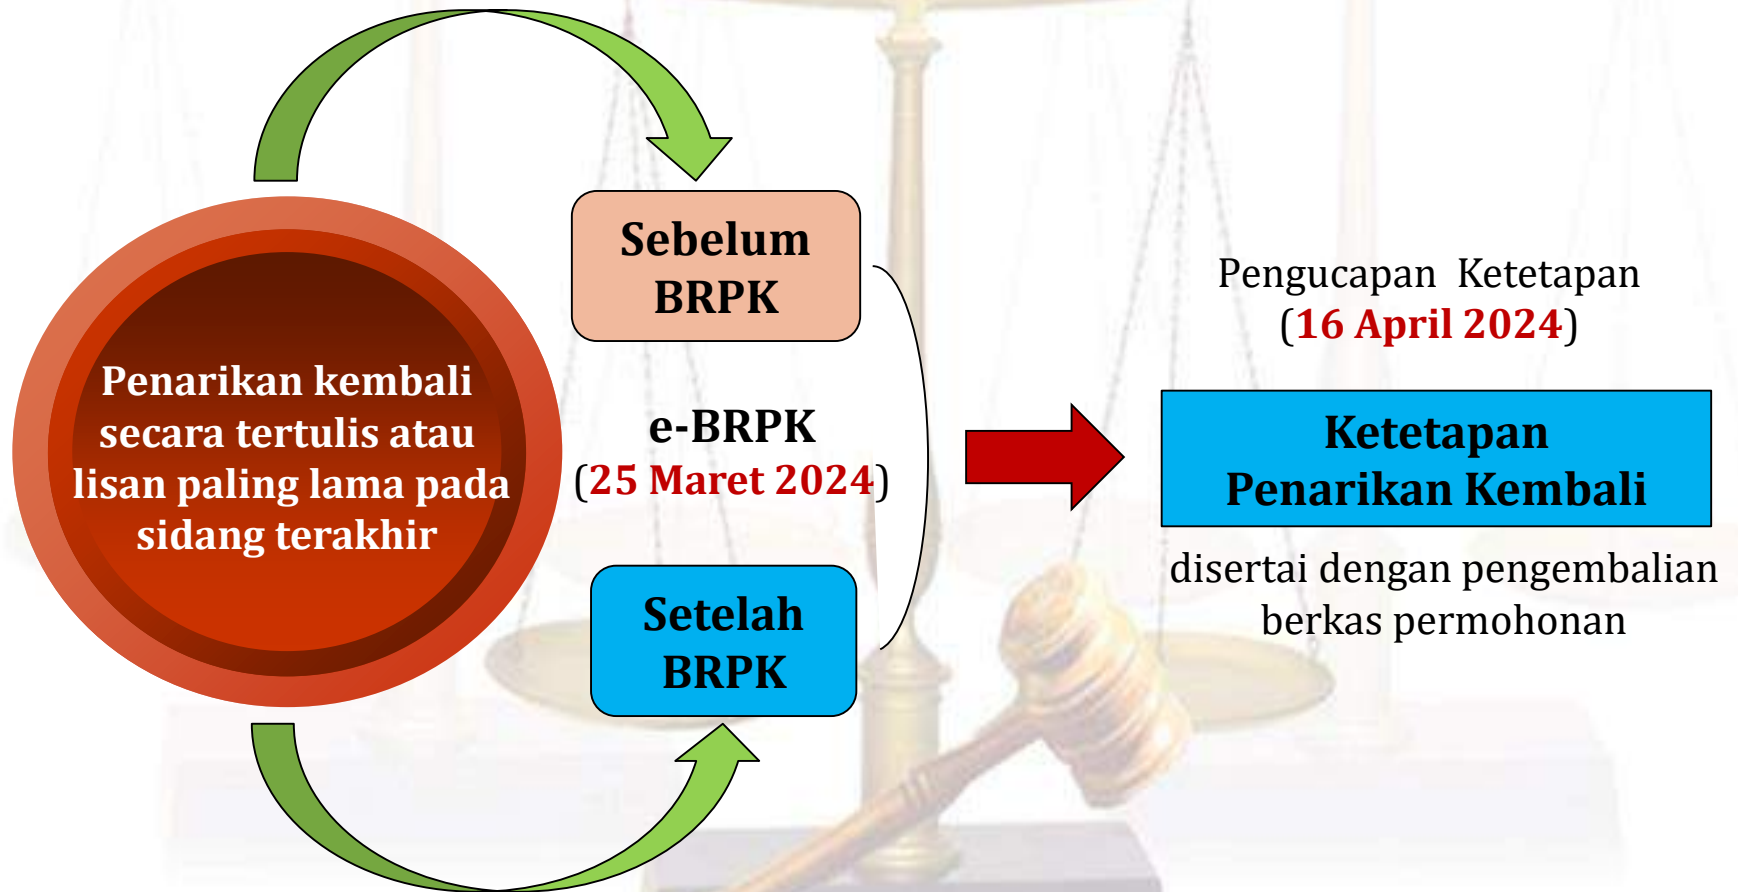 Penarikan kembali
secara tertulis atau
lisan paling lama pada
sidang terakhir
Sebelum
BRPK
e-BRPK
(25 Maret 2024)
Setelah
BRPK
Pengucapan Ketetapan
(16 April 2024)
Ketetapan
Penarikan Kembali
disertai dengan pengembalian
berkas permohonan